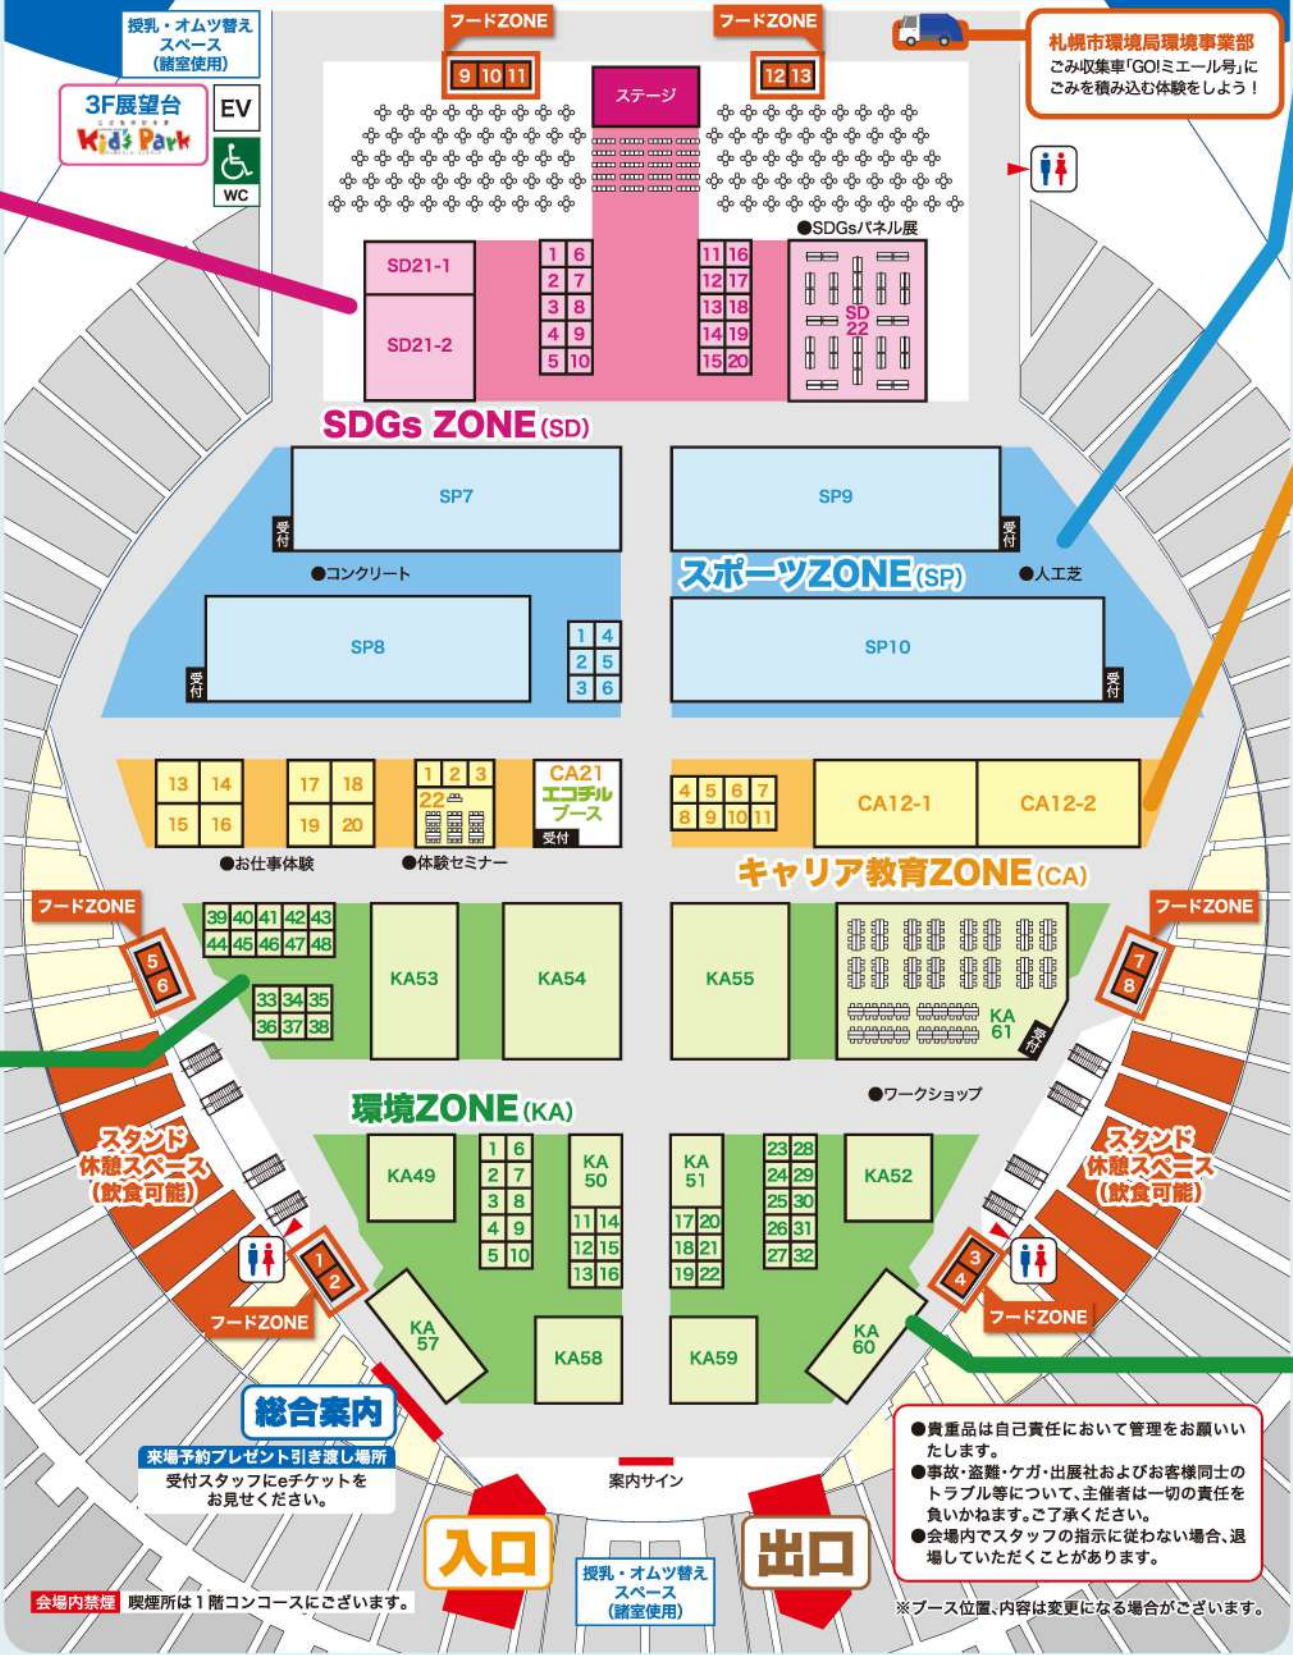 授乳・オムツ替え
スペース
(諸室使用)
3F展望台
Kid's Park
EV
WC
フードZONE
9 10 11
ステージ
フードZONE
12 13
札幌市環境局環境事業部
ごみ収集車「GO!ミエール号」に
ごみを積み込む体験をしよう！
●SDGsパネル展
SD21-1
SD21-2
1 6
2 7
3 8
4 9
5 10
11 16
12 17
13 18
14 19
15 20
SD
22
SDGs ZONE (SD)
SP7
受付
●コンクリート
SP9
受付
スポーツZONE (SP)
●人工芝
SP8
受付
1 4
2 5
3 6
SP10
受付
13 14
15 16
17 18
19 20
●お仕事体験
1 2 3
22
●体験セミナー
CA21
エコチル
ブース
受付
4 5 6 7
8 9 10 11
CA12-1
CA12-2
キャリア教育ZONE (CA)
フードZONE
5
6
39 40 41 42 43
44 45 46 47 48
33 34 35
36 37 38
KA53
KA54
KA55
KA
61
受付
●ワークショップ
フードZONE
7
8
環境ZONE (KA)
スタンド
休憩スペース
(飲食可能)
スタンド
休憩スペース
(飲食可能)
KA49
1 6
2 7
3 8
4 9
5 10
KA
50
11 14
12 15
13 16
KA
51
17 20
18 21
19 22
23 28
24 29
25 30
26 31
27 32
KA52
1
2
フードZONE
3
4
フードZONE
KA
57
KA58
KA59
KA
60
総合案内
来場予約プレゼント引き渡し場所
受付スタッフにeチケットを
お見せください。
案内サイン
入口
出口
授乳・オムツ替え
スペース
(諸室使用)
●貴重品は自己責任において管理をお願いい
たします。
●事故・盗難・ケガ・出展社およびお客様同士の
トラブル等について、主催者は一切の責任を
負いかねます。ご了承ください。
●会場内でスタッフの指示に従わない場合、退
場していただくことがあります。
会場内禁煙 喫煙所は1階コンコースにございます。
※ブース位置、内容は変更になる場合がございます。